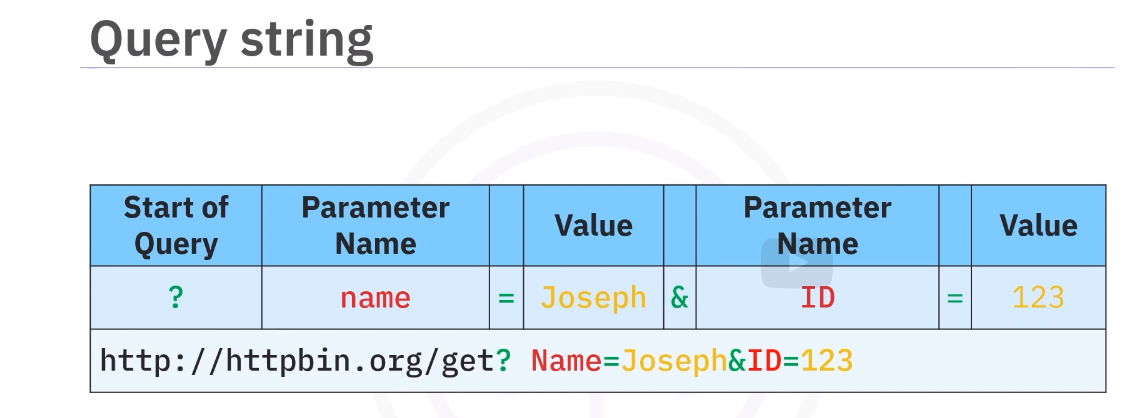 Query string
Start of Query Parameter Name Value Parameter Name Value
? name = Joseph & ID = 123
http://httpbin.org/get? Name=Joseph&ID=123